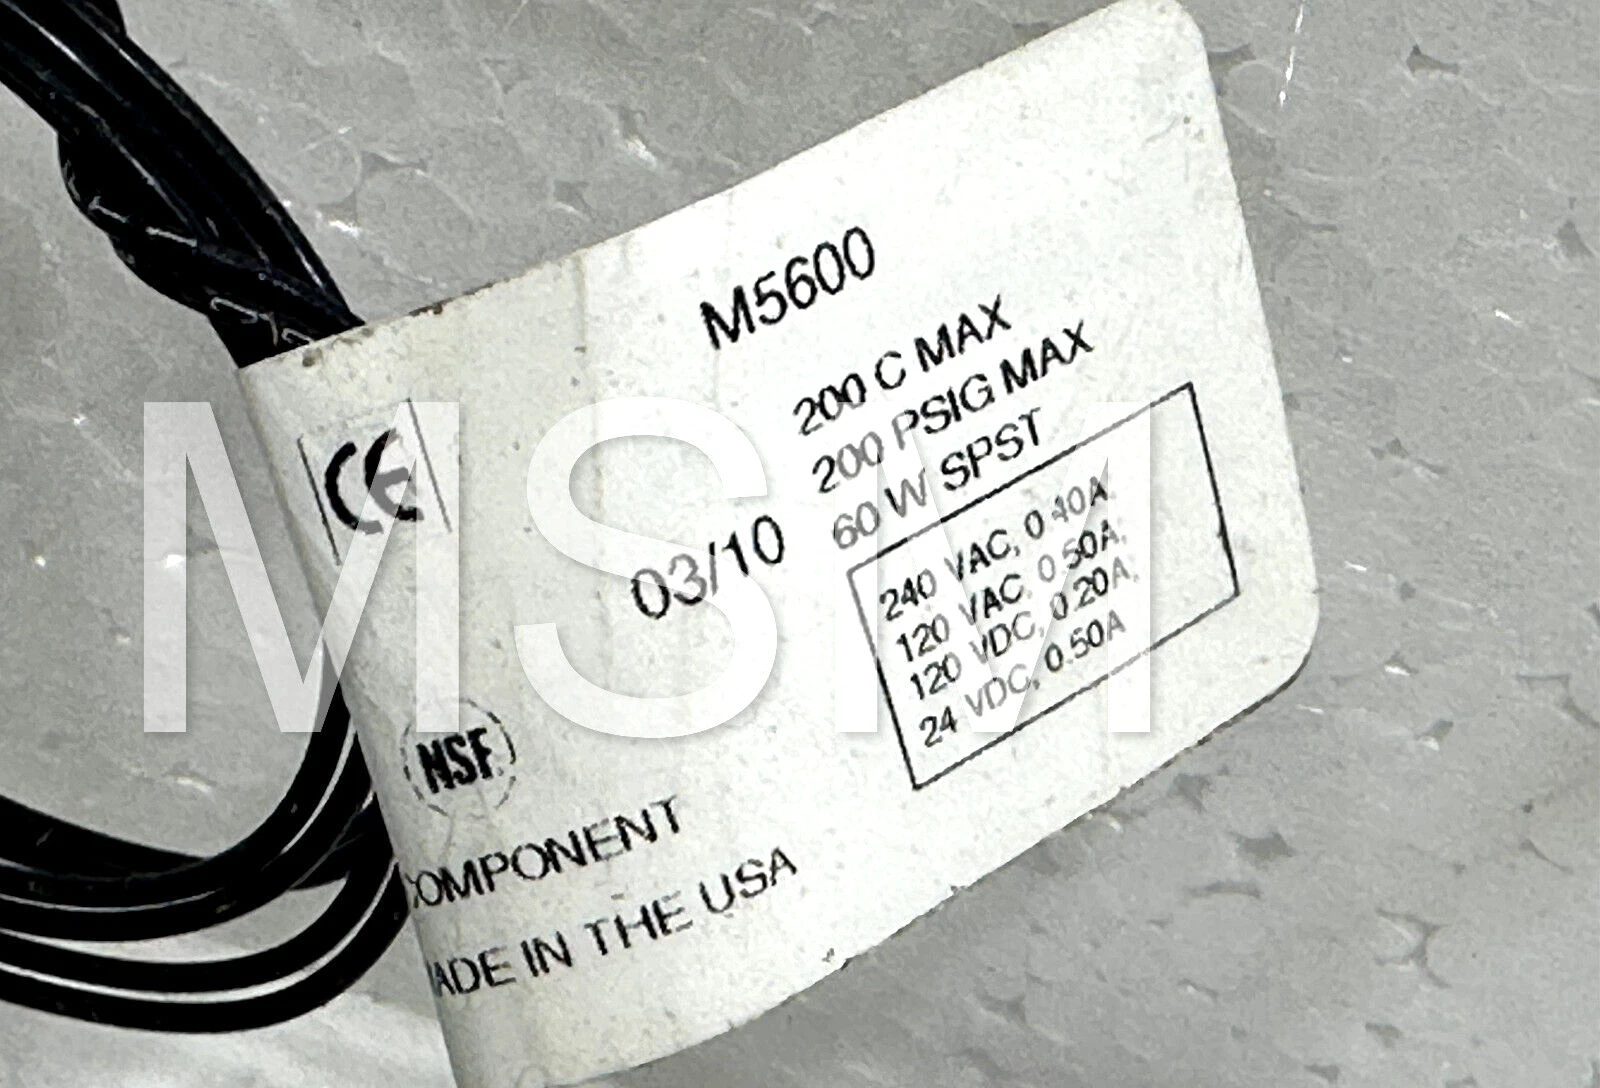 M5600
200 C MAX
200 PSIG MAX
60 W SPST
240 VAC, 0.40A,
120 VAC, 0.50A,
120 VDC, 0.20A,
24 VDC, 0.50A
CE
03/10
NSF
COMPONENT
MADE IN THE USA
MSM